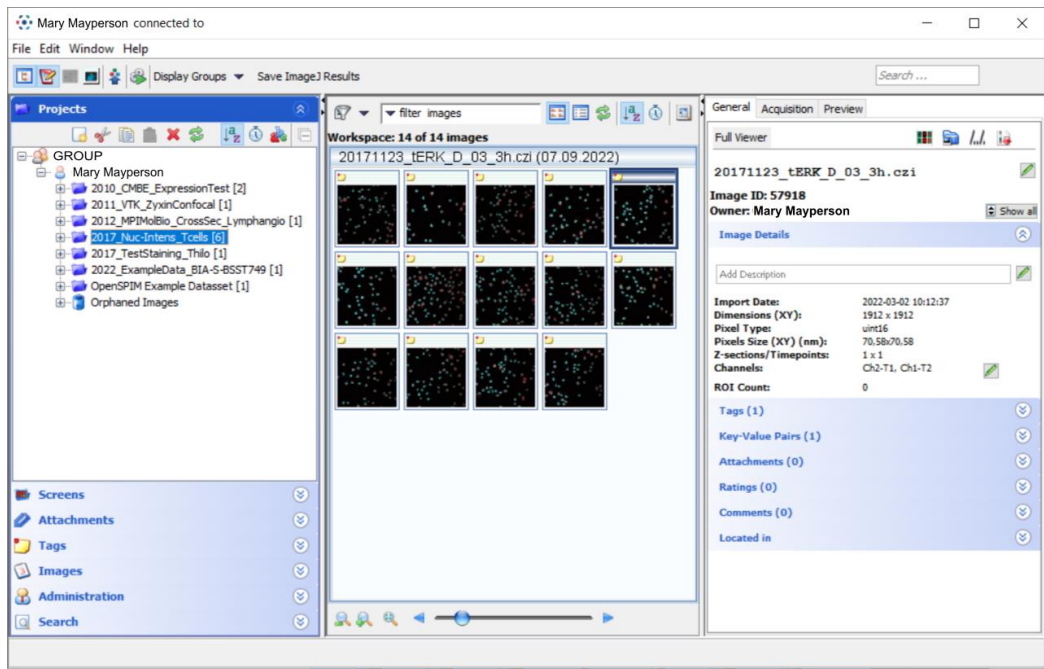 Mary Mayperson connected to
File Edit Window Help
Display Groups Save ImageJ Results
Search ...
Projects
GROUP
Mary Mayperson
2010_CMBE_ExpressionTest [2]
2011_VTK_ZyxinConfocal [1]
2012_MPIMolBio_CrossSec_Lymphangio [1]
2017_Nuc-Intens_Tcells [6]
2017_TestStaining_Thilo [1]
2022_ExampleData_BIA-S-BSST749 [1]
OpenSPIM Example Datasset [1]
Orphaned Images
Screens
Attachments
Tags
Images
Administration
Search
filter images
Workspace: 14 of 14 images
20171123_tERK_D_03_3h.czi (07.09.2022)
General Acquisition Preview
Full Viewer
20171123_tERK_D_03_3h.czi
Image ID: 57918
Owner: Mary Mayperson
Show all
Image Details
Add Description
Import Date: 2022-03-02 10:12:37
Dimensions (XY): 1912 x 1912
Pixel Type: uint16
Pixels Size (XY) (nm): 70,58x70,58
Z-sections/Timepoints: 1 x 1
Channels: Ch2-T1, Ch1-T2
ROI Count: 0
Tags (1)
Key-Value Pairs (1)
Attachments (0)
Ratings (0)
Comments (0)
Located in